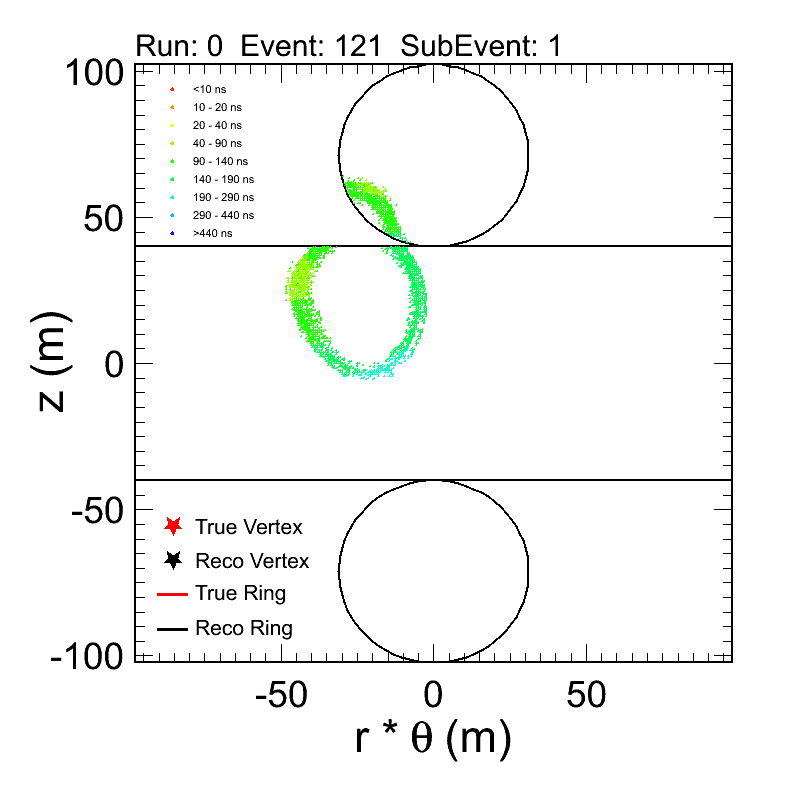 Run: 0 Event: 121 SubEvent: 1
<10 ns
10 - 20 ns
20 - 40 ns
40 - 90 ns
90 - 140 ns
140 - 190 ns
190 - 290 ns
290 - 440 ns
>440 ns
100
50
0
-50
-100
z (m)
True Vertex
Reco Vertex
True Ring
Reco Ring
-50 0 50
r * θ (m)